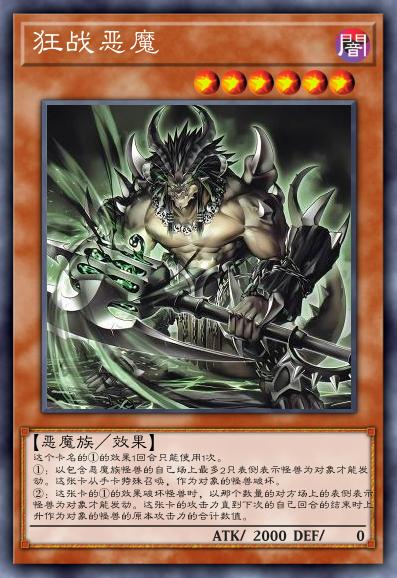 狂战恶魔
闇
【恶魔族／效果】
这个卡名的①的效果1回合只能使用1次。
①：以包含恶魔族怪兽的自己场上最多2只表侧表示怪兽为对象才能发
动。这张卡从手卡特殊召唤，作为对象的怪兽破坏。
②：这张卡的①的效果破坏怪兽时，以那个数量的对方场上的表侧表示
怪兽为对象才能发动。这张卡的攻击力直到下次的自己回合的结束时上
升作为对象的怪兽的原本攻击力的合计数值。
ATK/ 2000 DEF/ 0